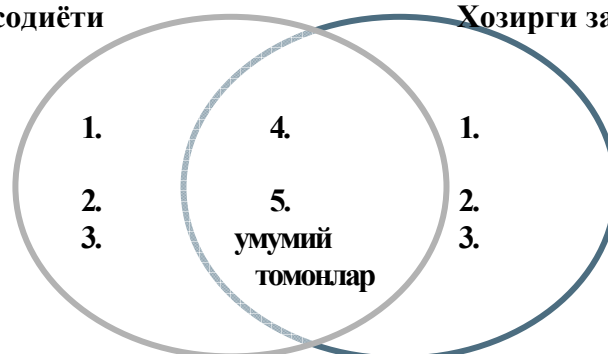 содиёти Хозирги за
1. 4. 1.
2. 5. 2.
3. умумий 3.
томонлар